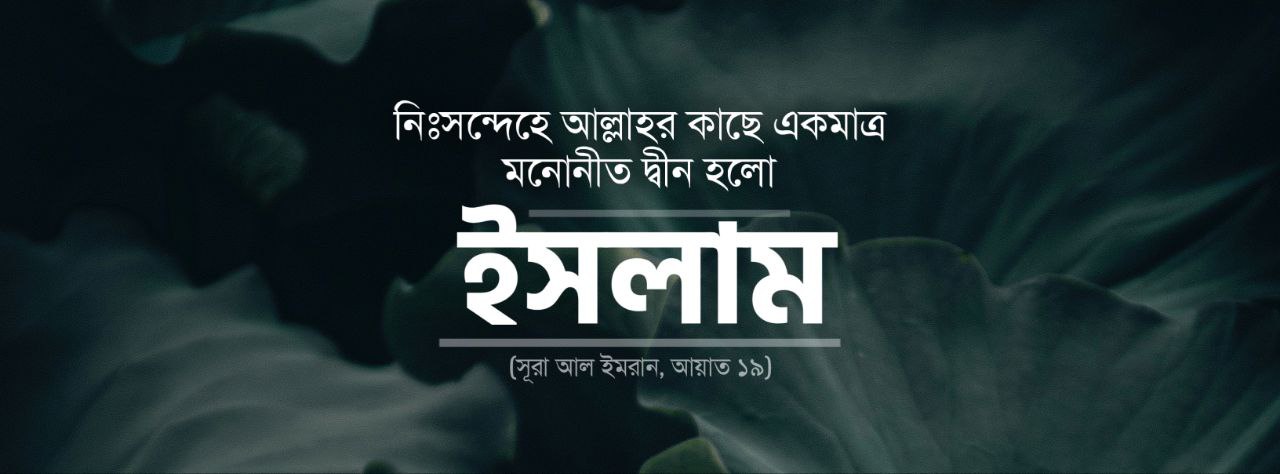 নিঃসন্দেহে আল্লাহর কাছে একমাত্র
মনোনীত দ্বীন হলো
ইসলাম
(সূরা আল ইমরান, আয়াত ১৯)